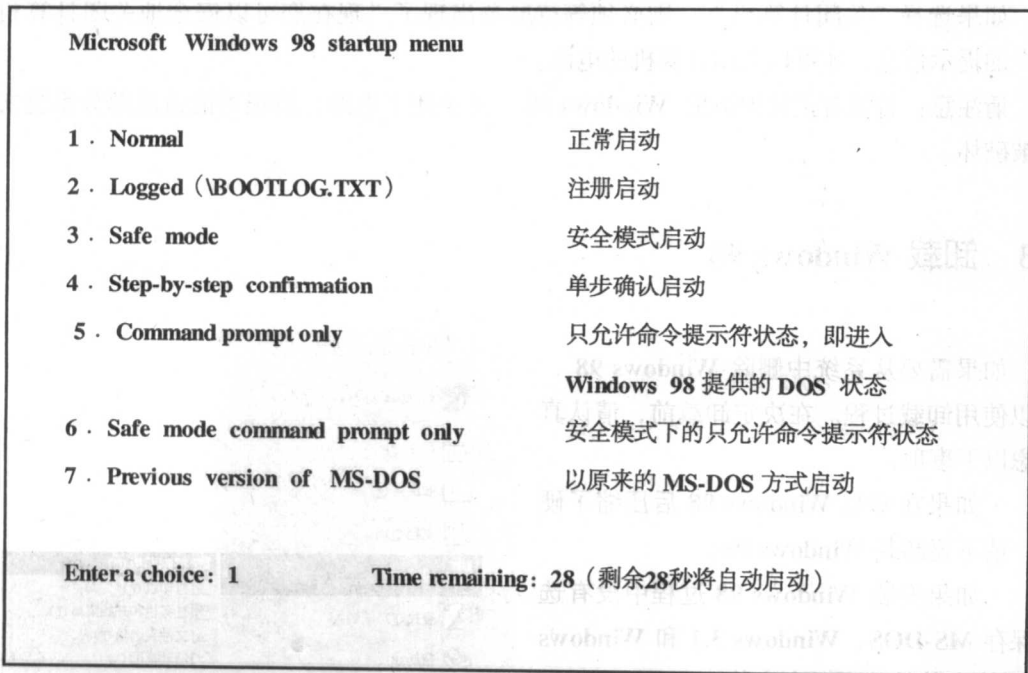 Microsoft Windows 98 startup menu
1．Normal 正常启动
2．Logged（\BOOTLOG.TXT） 注册启动
3．Safe mode 安全模式启动
4．Step-by-step confirmation 单步确认启动
5．Command prompt only 只允许命令提示符状态，即进入
Windows 98 提供的 DOS 状态
6．Safe mode command prompt only 安全模式下的只允许命令提示符状态
7．Previous version of MS-DOS 以原来的 MS-DOS 方式启动
Enter a choice：1 Time remaining：28（剩余28秒将自动启动）